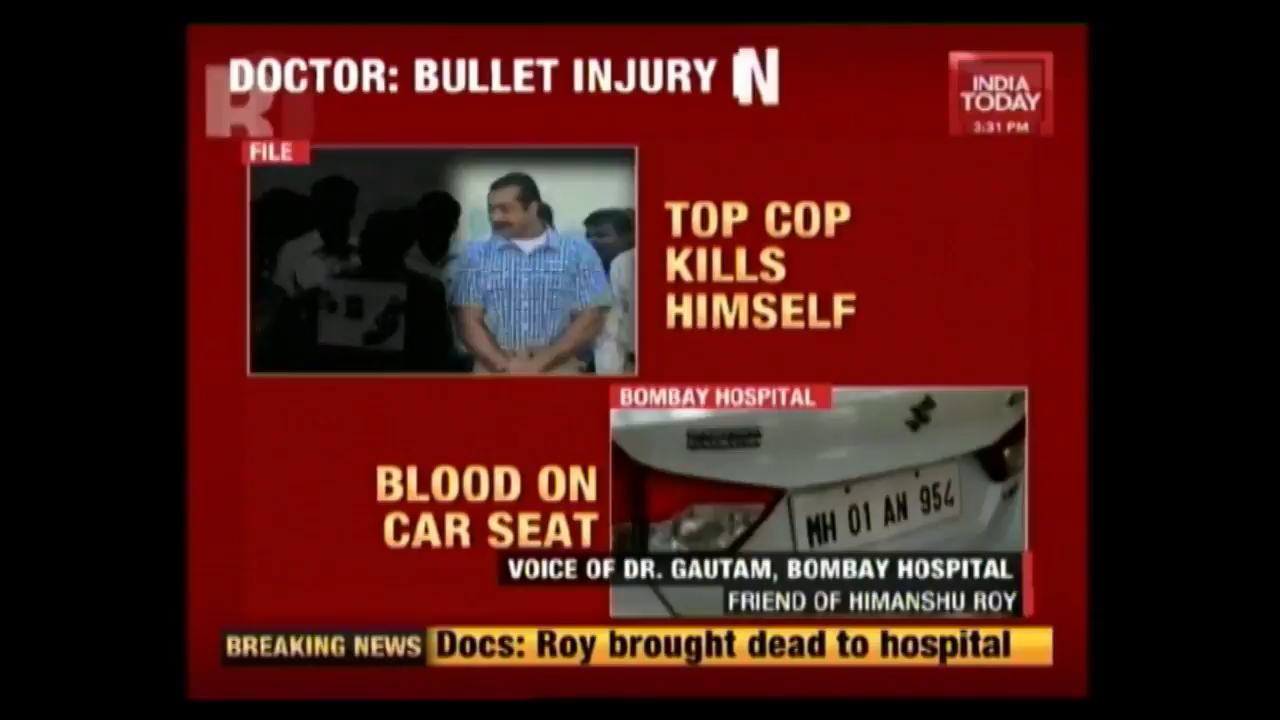 DOCTOR: BULLET INJURY N
INDIA
TODAY
3:31 PM
FILE
TOP COP
KILLS
HIMSELF
BOMBAY HOSPITAL
BLOOD ON
CAR SEAT
MH 01 AN 954
VOICE OF DR. GAUTAM, BOMBAY HOSPITAL
FRIEND OF HIMANSHU ROY
BREAKING NEWS
Docs: Roy brought dead to hospital